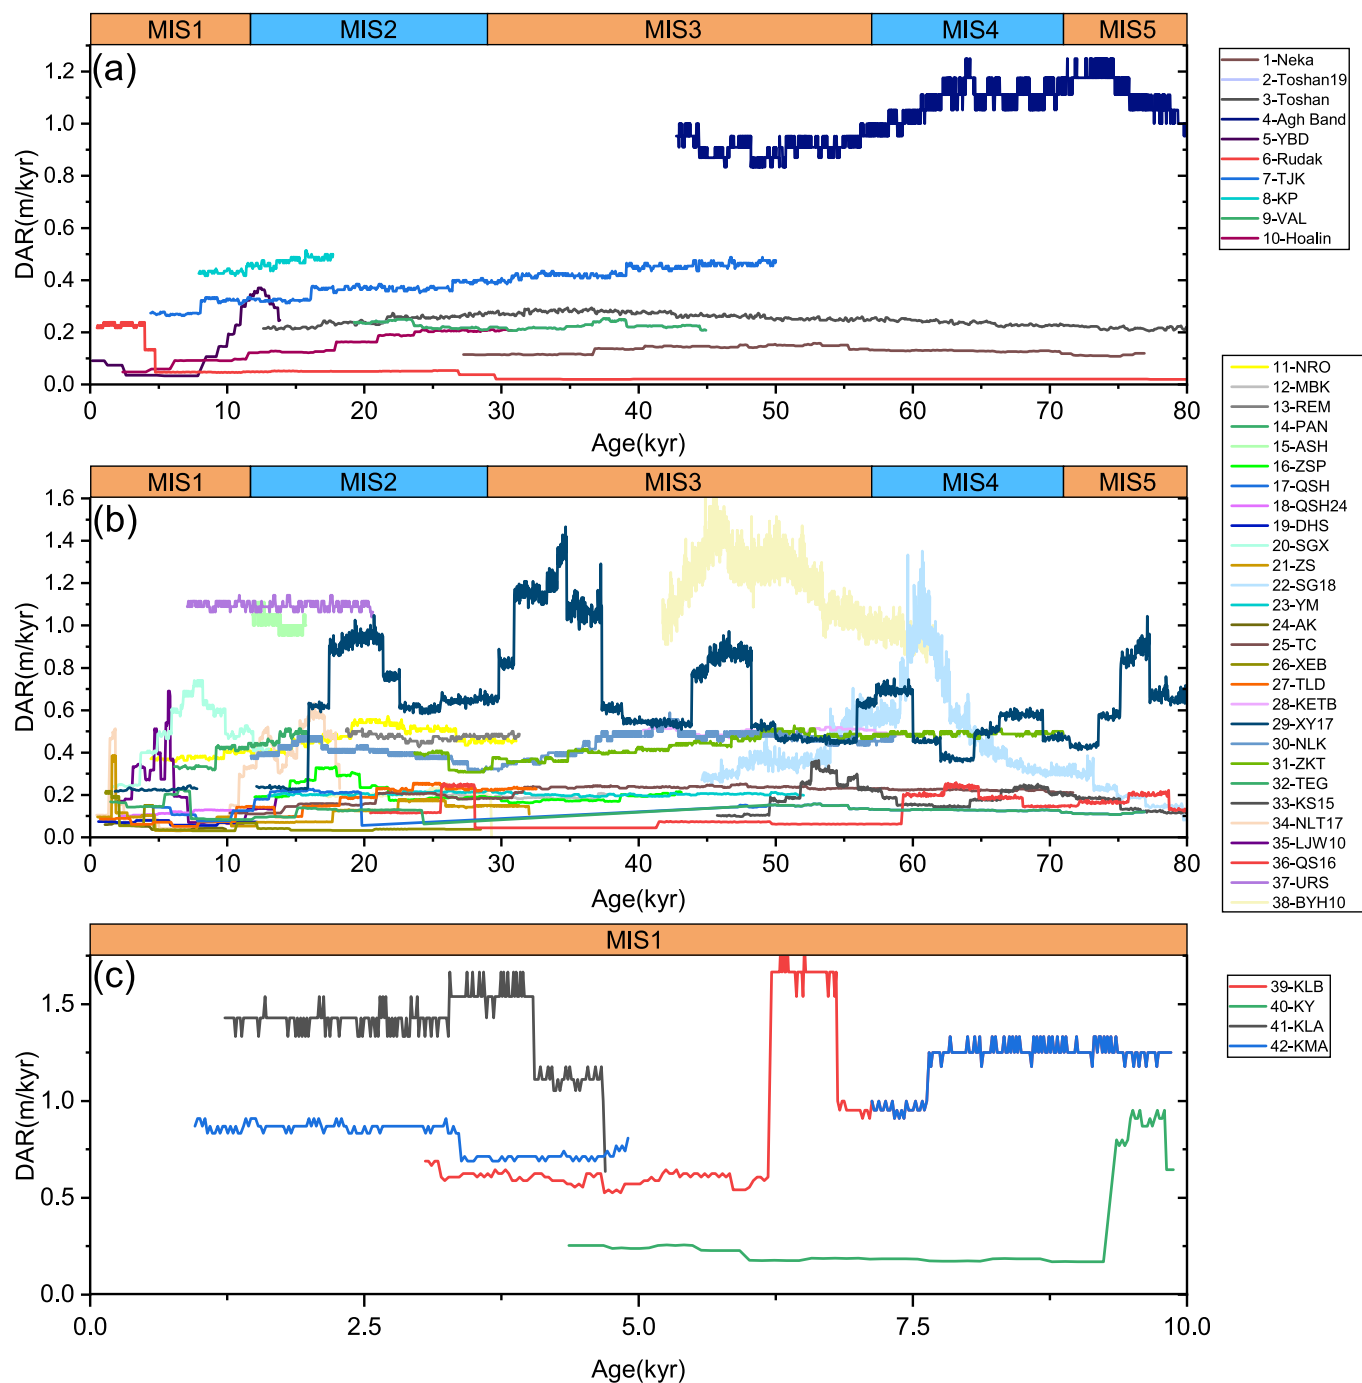 MIS1 MIS2 MIS3 MIS4 MIS5
(a)
1.2
1.0
0.8
0.6
0.4
0.2
0.0
DAR(m/kyr)
0 10 20 30 40 50 60 70 80
Age(kyr)
1-Neka
2-Toshan19
3-Toshan
4-Agh Band
5-YBD
6-Rudak
7-TJK
8-KP
9-VAL
10-Hoalin
MIS1 MIS2 MIS3 MIS4 MIS5
(b)
1.6
1.4
1.2
1.0
0.8
0.6
0.4
0.2
0.0
DAR(m/kyr)
0 10 20 30 40 50 60 70 80
Age(kyr)
11-NRO
12-MBK
13-REM
14-PAN
15-ASH
16-ZSP
17-QSH
18-QSH24
19-DHS
20-SGX
21-ZS
22-SG18
23-YM
24-AK
25-TC
26-XEB
27-TLD
28-KETB
29-XY17
30-NLK
31-ZKT
32-TEG
33-KS15
34-NLT17
35-LJW10
36-QS16
37-URS
38-BYH10
MIS1
(c)
1.5
1.0
0.5
0.0
DAR(m/kyr)
0.0 2.5 5.0 7.5 10.0
Age(kyr)
39-KLB
40-KY
41-KLA
42-KMA